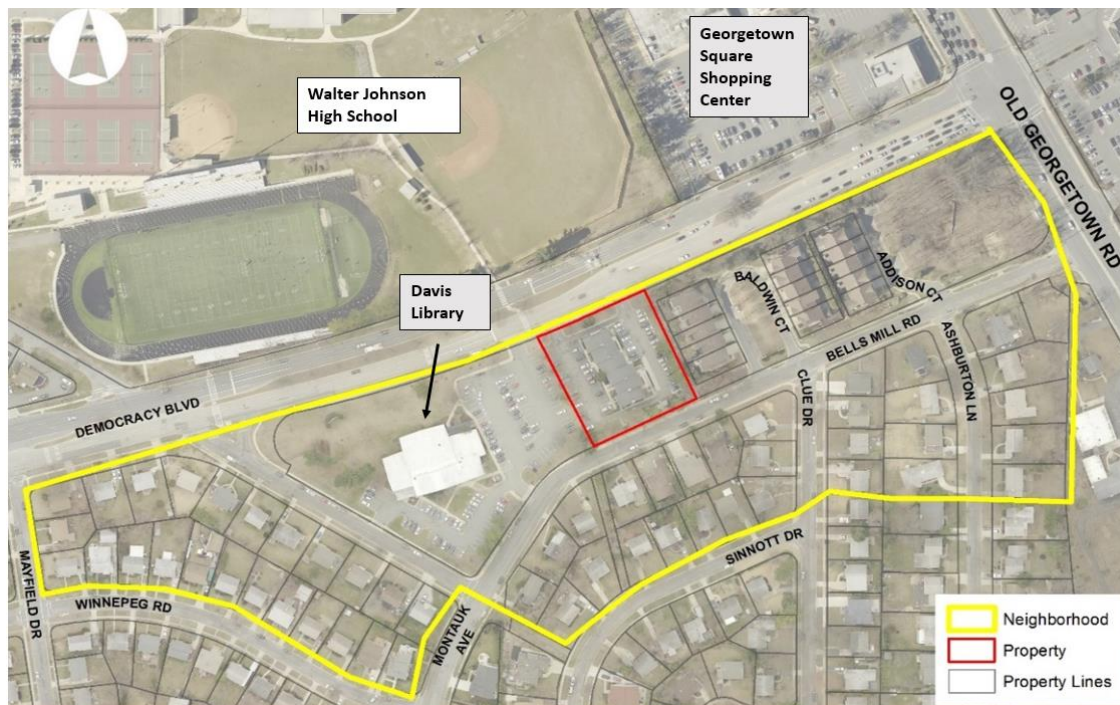 Georgetown
Square
Shopping
Center
Walter Johnson
High School
OLD GEORGETOWN RD
Davis
Library
BALDWIN CT
ADDISON CT
BELLS MILL RD
ASHBURTON LN
CLUE DR
DEMOCRACY BLVD
SINNOTT DR
MAYFIELD DR
WINNEPEG RD
MONTAUK
AVE
Neighborhood
Property
Property Lines